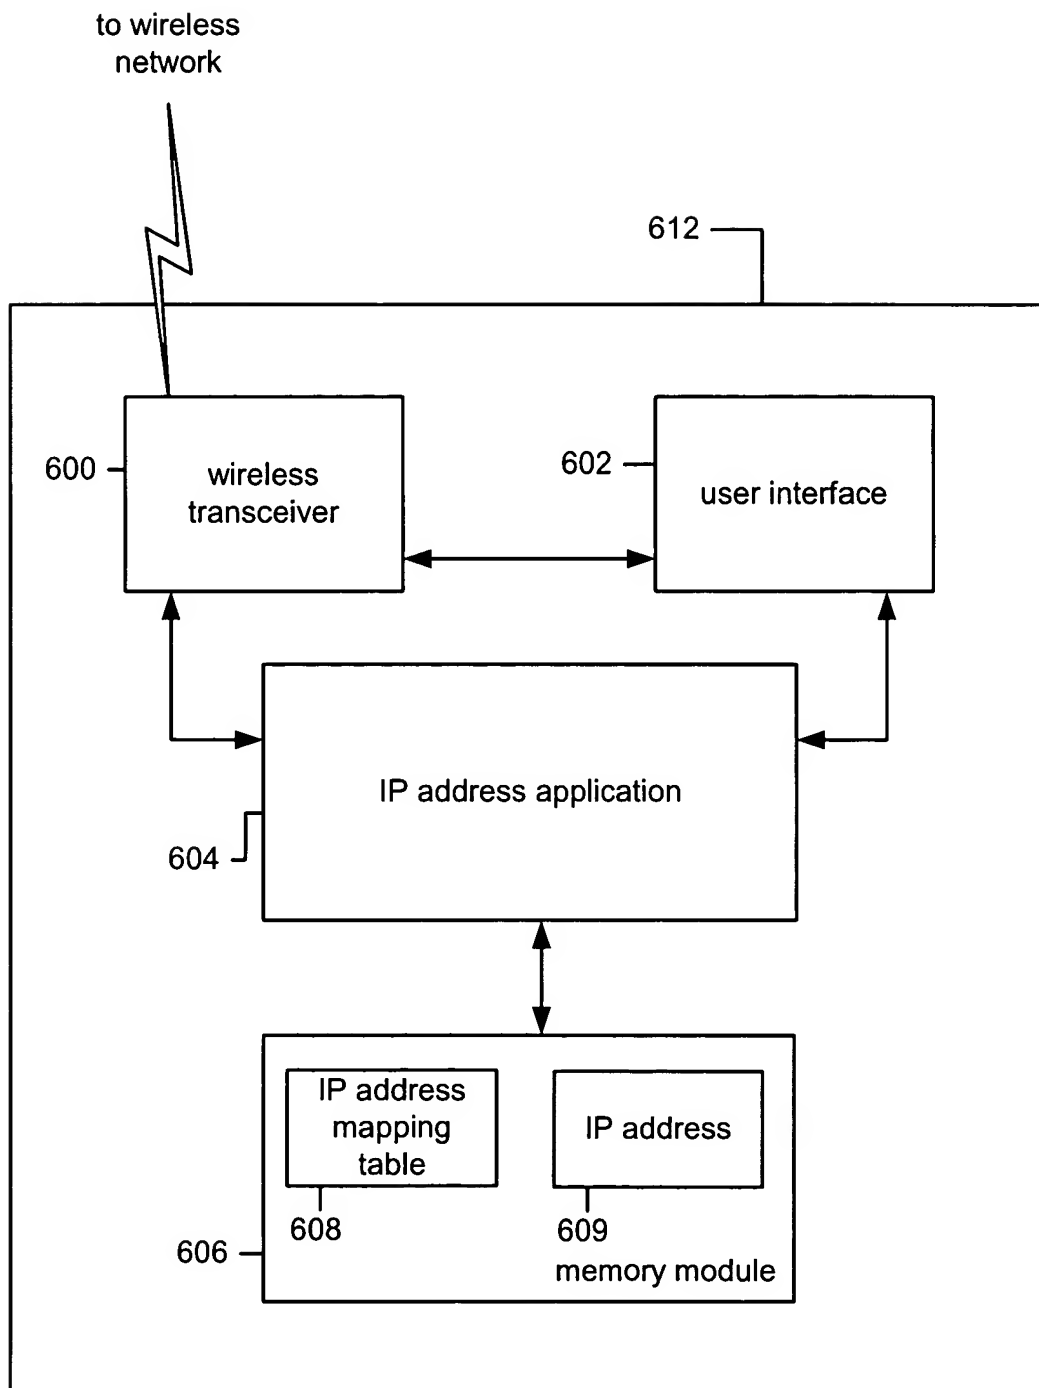 to wireless
network
612
600
wireless
transceiver
602
user interface
IP address application
604
IP address
mapping
table
IP address
608
609
606
memory module